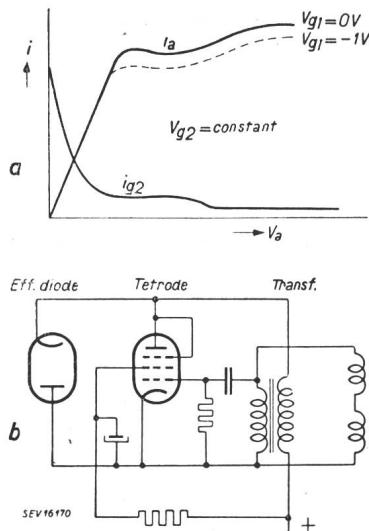 i
Ia
Vg1=0V
Vg1=-1V
Vg2=constant
a
ig2
Va
Eff. diode
Tetrode
Transf.
b
+
SEV16170